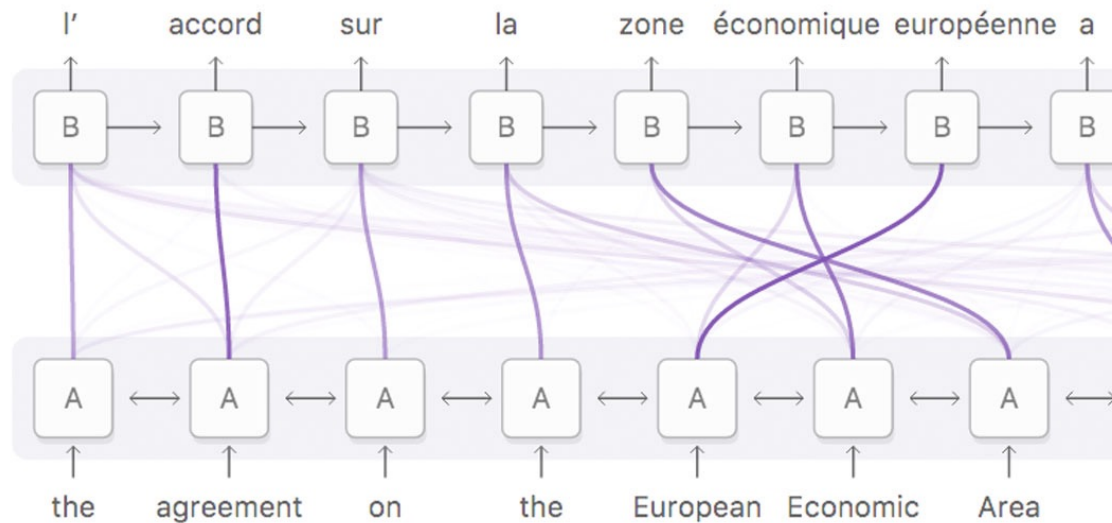 l’ accord sur la zone économique européenne a
B B B B B B B B
A A A A A A A
the agreement on the European Economic Area